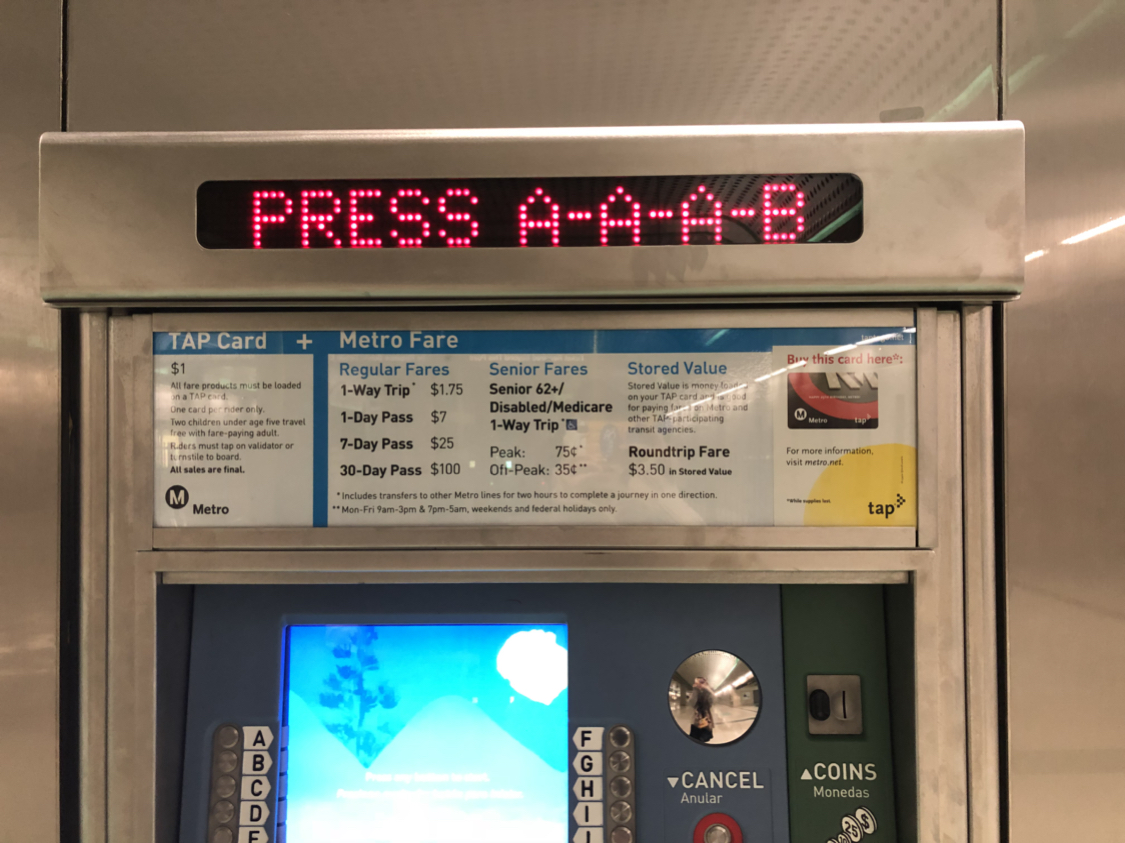 PRESS A-A-A-B
TAP Card + Metro Fare
$1
All fare products must be loaded
on a TAP card.
One card per rider only.
Two children under age five travel
free with fare-paying adult.
Riders must tap on validator or
turnstile to board.
All sales are final.
M Metro
Regular Fares
1-Way Trip* $1.75
1-Day Pass $7
7-Day Pass $25
30-Day Pass $100
Senior Fares
Senior 62+/
Disabled/Medicare
1-Way Trip*
Peak: 75¢*
Off-Peak: 35¢**
Stored Value
Stored Value is money loaded
on your TAP card
for paying fares on Metro and
other TAP-participating
transit agencies.
Roundtrip Fare
$3.50 in Stored Value
*Includes transfers to other Metro lines for two hours to complete a journey in one direction.
**Mon-Fri 9am-3pm & 7pm-5am, weekends and federal holidays only.
Buy this card here*:
M Metro tap
For more information,
visit metro.net.
*While supplies last.
tap
Press any button to start.
A
B
C
D
E
F
G
H
I
J
▼CANCEL
Anular
▲COINS
Monedas